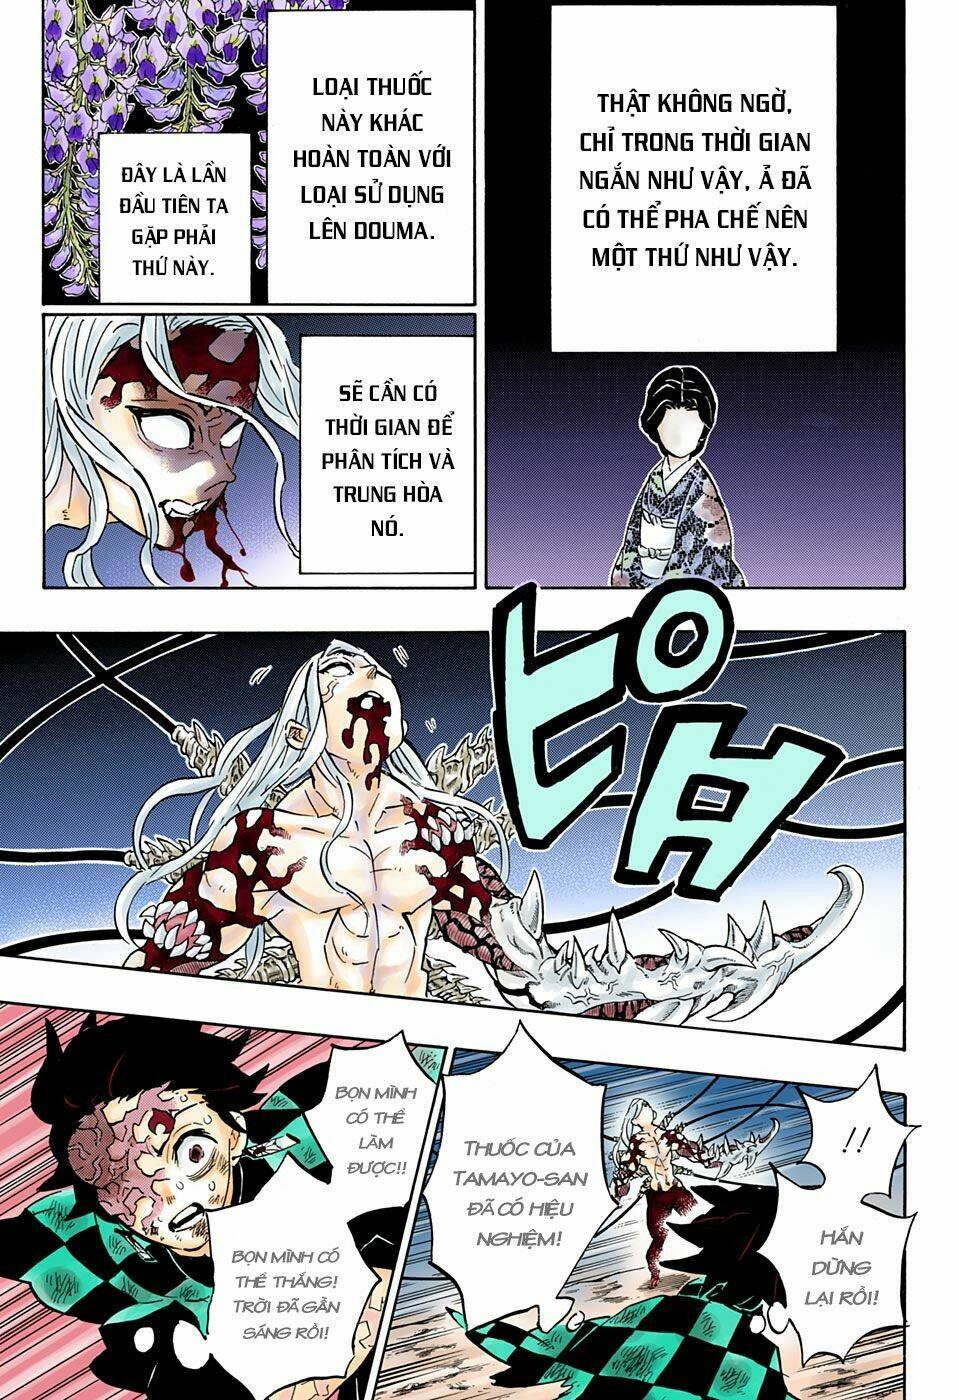 THẬT KHÔNG NGỜ,
CHỈ TRONG THỜI GIAN
NGẮN NHƯ VẬY, Ả ĐÃ
CÓ THỂ PHA CHẾ NÊN
MỘT THỨ NHƯ VẬY.
LOẠI THUỐC
NÀY KHÁC
HOÀN TOÀN VỚI
LOẠI SỬ DỤNG
LÊN DOUMA.
ĐÂY LÀ LẦN
ĐẦU TIÊN TA
GẶP PHẢI
THỨ NÀY.
SẼ CẦN CÓ
THỜI GIAN ĐỂ
PHÂN TÍCH VÀ
TRUNG HÒA
NÓ.
ピタ
!!
HẮN
DỪNG
LẠI RỒI!
THUỐC CỦA
TAMAYO-SAN
ĐÃ CÓ HIỆU
NGHIỆM!
BỌN MÌNH
CÓ THỂ
LÀM
ĐƯỢC!!
BỌN MÌNH CÓ
THỂ THẮNG!
TRỜI ĐÃ GẦN
SÁNG RỒI!